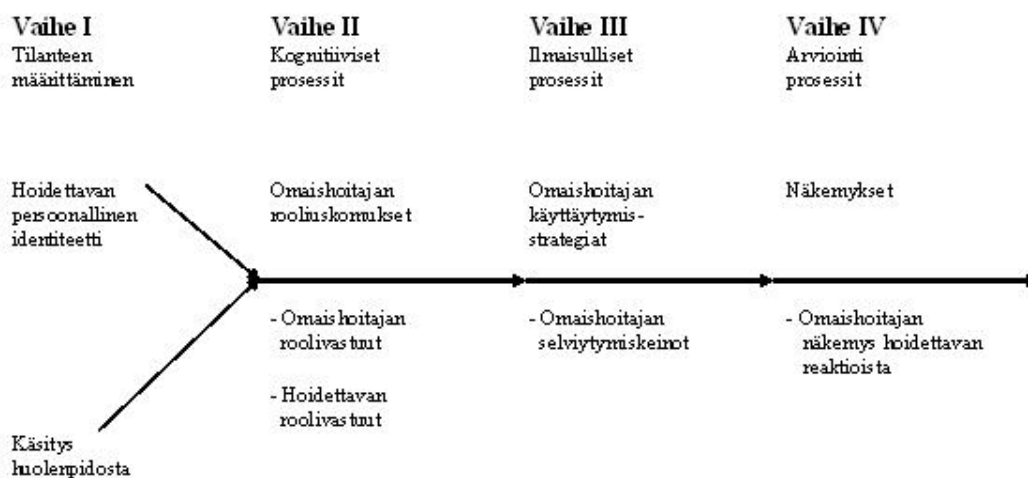 Vaihe I
Tilanteen
määrittäminen
Vaihe II
Kognitiiviset
prosessit
Vaihe III
Ilmaisulliset
prosessit
Vaihe IV
Arviointi
prosessit
Hoidettavan
persoonallinen
identiteetti
Omaishoitajan
rooliuskomukset
Omaishoitajan
käyttäytymis-
strategiat
Näkemykset
- Omaishoitajan
roolivastuut
- Hoidettavan
roolivastuut
- Omaishoitajan
selviytymiskeinot
- Omaishoitajan
näkemys hoidettavan
reaktioista
Käsitys
huolenpidosta